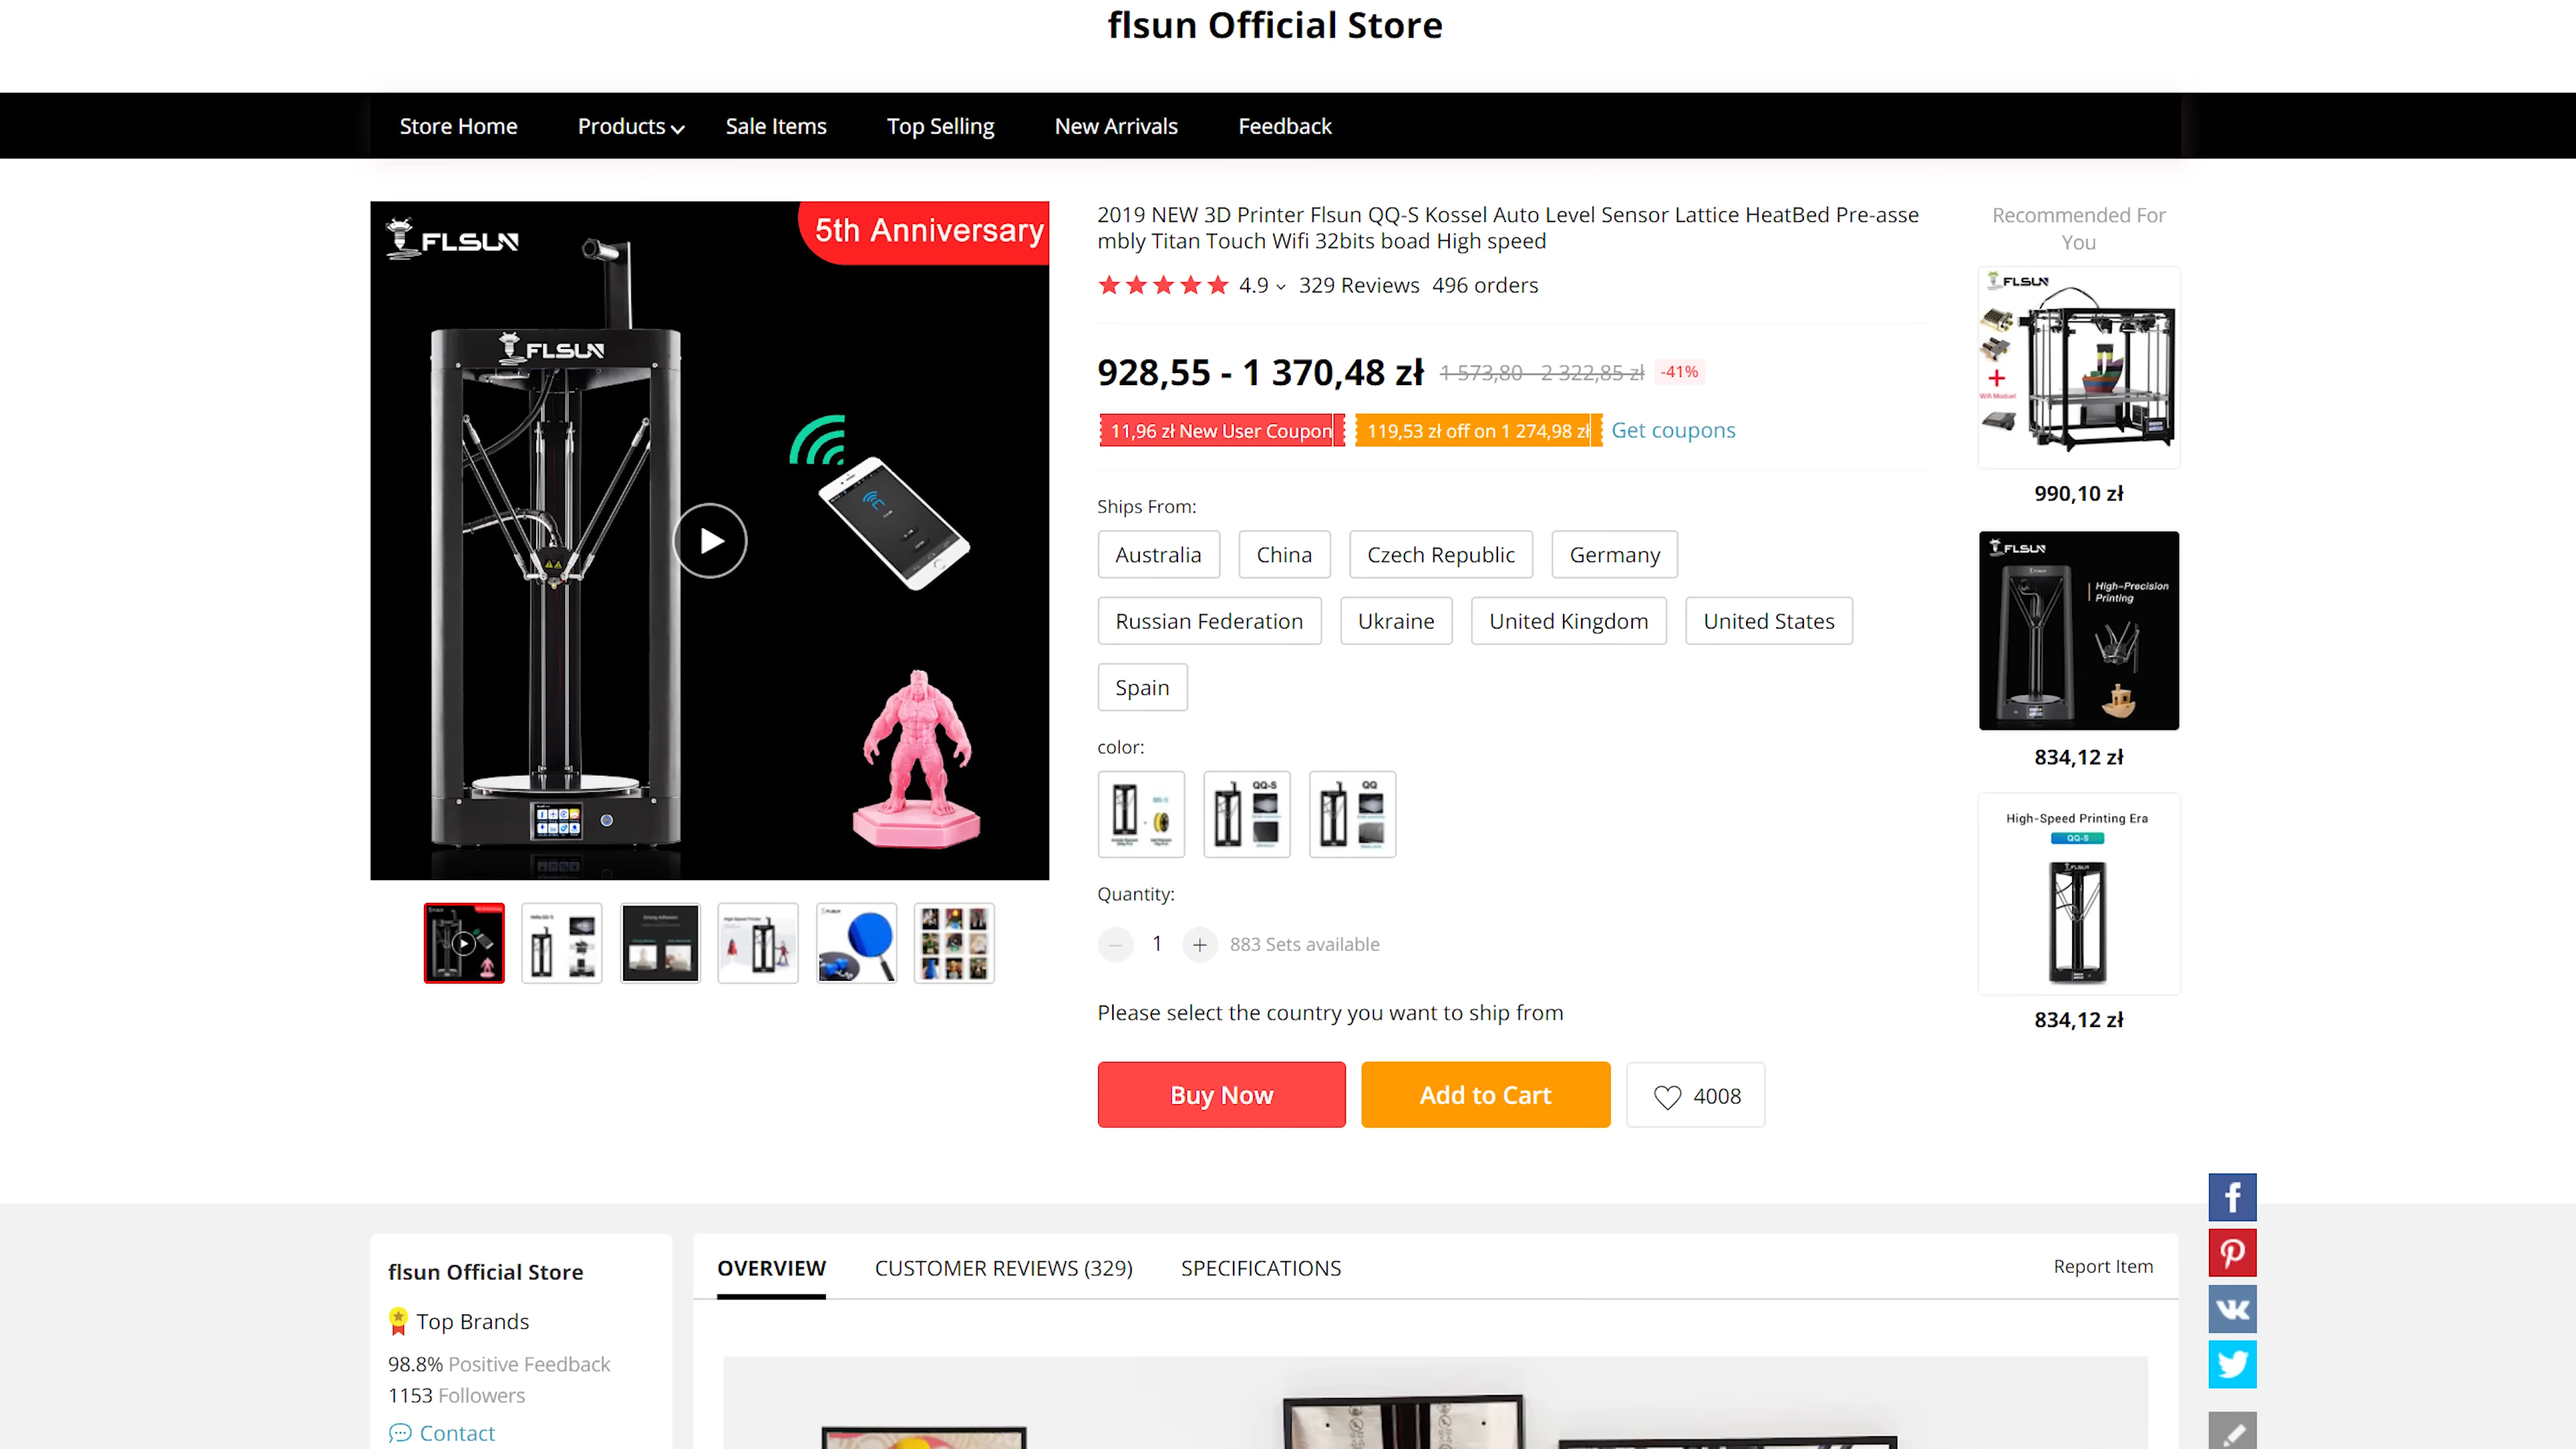 flsun Official Store
Store Home Products Sale Items Top Selling New Arrivals Feedback
FLSUN
5th Anniversary
FLSUN
2019 NEW 3D Printer Flsun QQ-S Kossel Auto Level Sensor Lattice HeatBed Pre-asse
mbly Titan Touch Wifi 32bits boad High speed
4.9 329 Reviews 496 orders
928,55 - 1 370,48 zł 1 573,80 - 2 322,85 zł -41%
11,96 zł New User Coupon 119,53 zł off on 1 274,98 zł Get coupons
Ships From:
Australia China Czech Republic Germany
Russian Federation Ukraine United Kingdom United States
Spain
color:
QQ-S
QQ
Quantity:
1 + 883 Sets available
Please select the country you want to ship from
Buy Now Add to Cart 4008
Recommended For
You
FLSUN
Wifi Moduel
990,10 zł
FLSUN
High-Precision
Printing
834,12 zł
High-Speed Printing Era
QQ-S
834,12 zł
flsun Official Store
Top Brands
98.8% Positive Feedback
1153 Followers
Contact
OVERVIEW CUSTOMER REVIEWS (329) SPECIFICATIONS Report Item